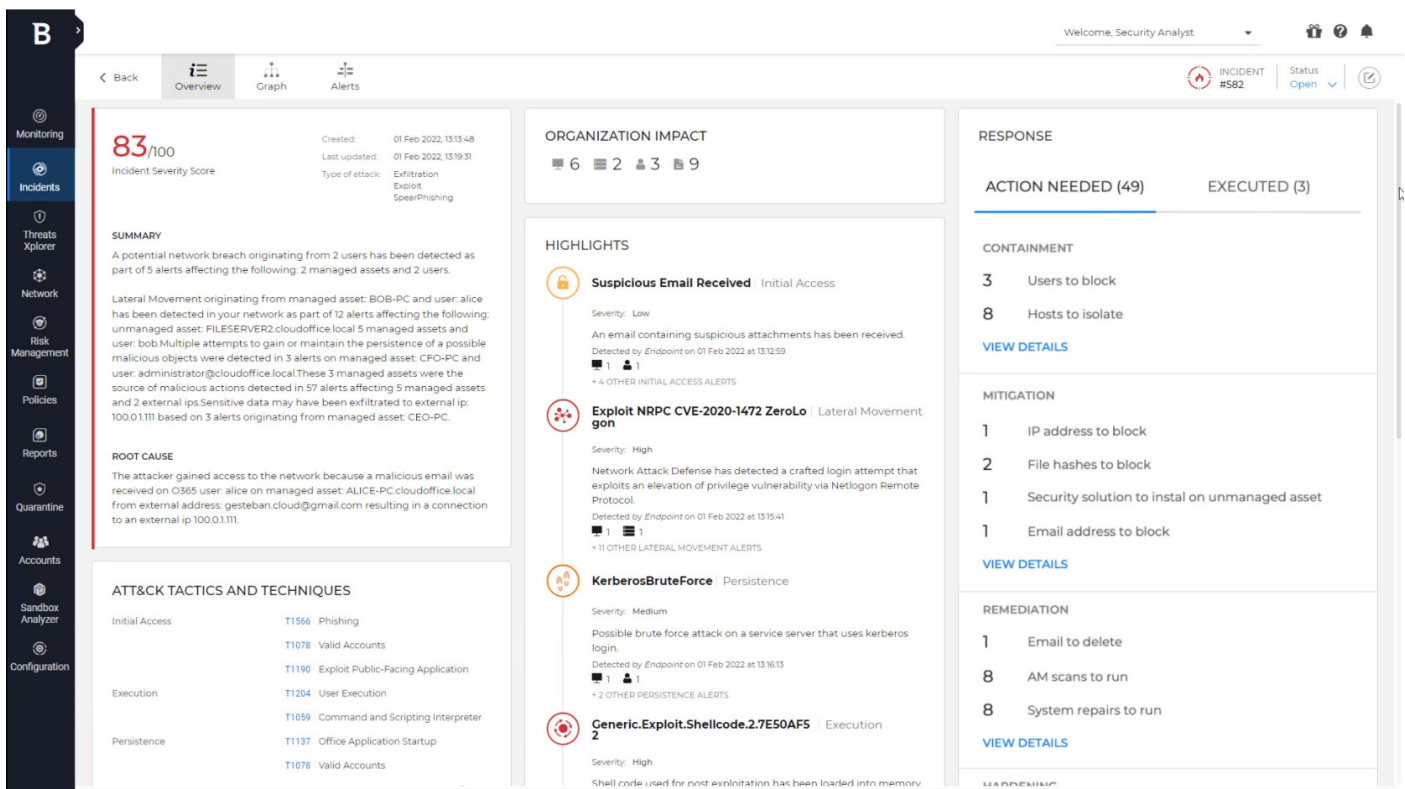 B
Welcome, Security Analyst
Back
Overview
Graph
Alerts
INCIDENT
#582
Status
Open
Monitoring
Incidents
Threats
Xplorer
Network
Risk
Management
Policies
Reports
Quarantine
Accounts
Sandbox
Analyzer
Configuration
83/100
Incident Severity Score
Created: 01 Feb 2022, 13:13:48
Last updated: 01 Feb 2022, 13:19:31
Type of attack: Exfiltration
Exploit
SpearPhishing
SUMMARY
A potential network breach originating from 2 users has been detected as
part of 5 alerts affecting the following: 2 managed assets and 2 users.
Lateral Movement originating from managed asset: BOB-PC and user: alice
has been detected in your network as part of 12 alerts affecting the following:
unmanaged asset: FILESERVER2.cloudoffice.local 5 managed assets and
user: bob.Multiple attempts to gain or maintain the persistence of a possible
malicious objects were detected in 3 alerts on managed asset: CFO-PC and
user: administrator@cloudoffice.local.These 3 managed assets were the
source of malicious actions detected in 57 alerts affecting 5 managed assets
and 2 external ips.Sensitive data may have been exfiltrated to external ip:
100.0.1.111 based on 3 alerts originating from managed asset: CEO-PC.
ROOT CAUSE
The attacker gained access to the network because a malicious email was
received on O365 user: alice on managed asset: ALICE-PC.cloudoffice.local
from external address: gesteban.cloud@gmail.com resulting in a connection
to an external ip 100.0.1.111.
ATT&CK TACTICS AND TECHNIQUES
Initial Access T1566 Phishing
T1078 Valid Accounts
T1190 Exploit Public-Facing Application
Execution T1204 User Execution
T1059 Command and Scripting Interpreter
Persistence T1137 Office Application Startup
T1078 Valid Accounts
ORGANIZATION IMPACT
6 2 3 9
HIGHLIGHTS
Suspicious Email Received Initial Access
Severity: Low
An email containing suspicious attachments has been received.
Detected by Endpoint on 01 Feb 2022 at 13:12:59
1 1
+ 4 OTHER INITIAL ACCESS ALERTS
Exploit NRPC CVE-2020-1472 ZeroLo Lateral Movement
gon
Severity: High
Network Attack Defense has detected a crafted login attempt that
exploits an elevation of privilege vulnerability via Netlogon Remote
Protocol.
Detected by Endpoint on 01 Feb 2022 at 13:15:41
1 1
+ 11 OTHER LATERAL MOVEMENT ALERTS
KerberosBruteForce Persistence
Severity: Medium
Possible brute force attack on a service server that uses kerberos
login.
Detected by Endpoint on 01 Feb 2022 at 13:16:13
1 1
+ 2 OTHER PERSISTENCE ALERTS
Generic.Exploit.Shellcode.2.7E50AF5 Execution
2
Severity: High
Shell code used for post exploitation has been loaded into memory
RESPONSE
ACTION NEEDED (49) EXECUTED (3)
CONTAINMENT
3 Users to block
8 Hosts to isolate
VIEW DETAILS
MITIGATION
1 IP address to block
2 File hashes to block
1 Security solution to instal on unmanaged asset
1 Email address to block
VIEW DETAILS
REMEDIATION
1 Email to delete
8 AM scans to run
8 System repairs to run
VIEW DETAILS
HARDENING